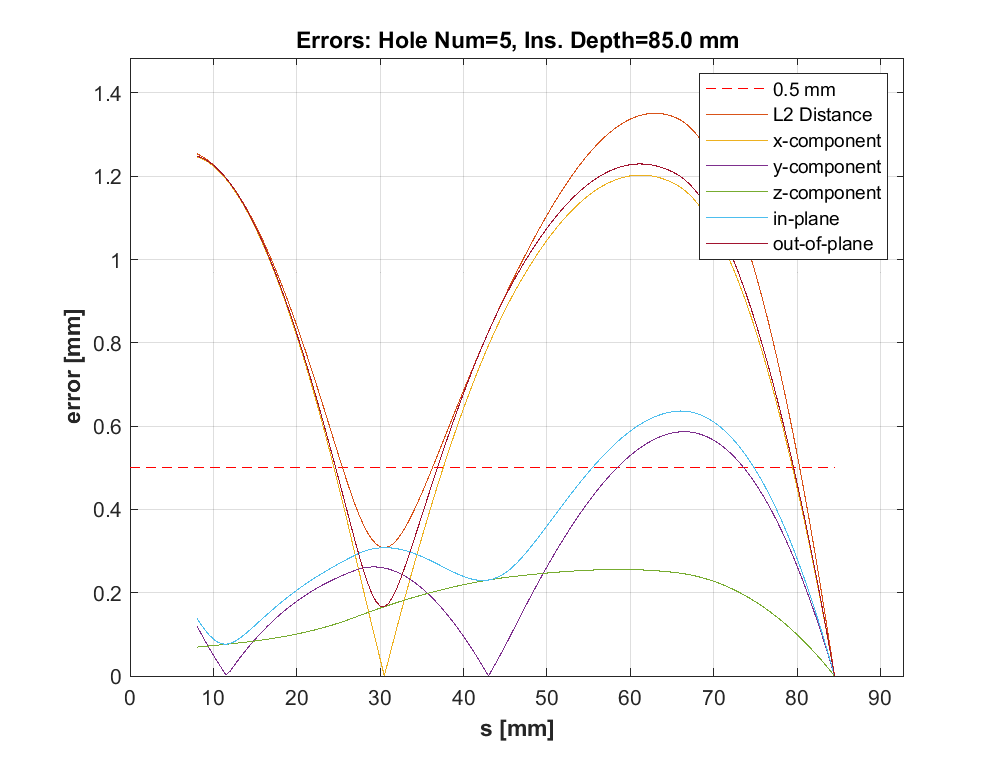 Errors: Hole Num=5, Ins. Depth=85.0 mm
1.4
1.2
1
0.8
0.6
0.4
0.2
0
error [mm]
0.5 mm
L2 Distance
x-component
y-component
z-component
in-plane
out-of-plane
0 10 20 30 40 50 60 70 80 90
s [mm]